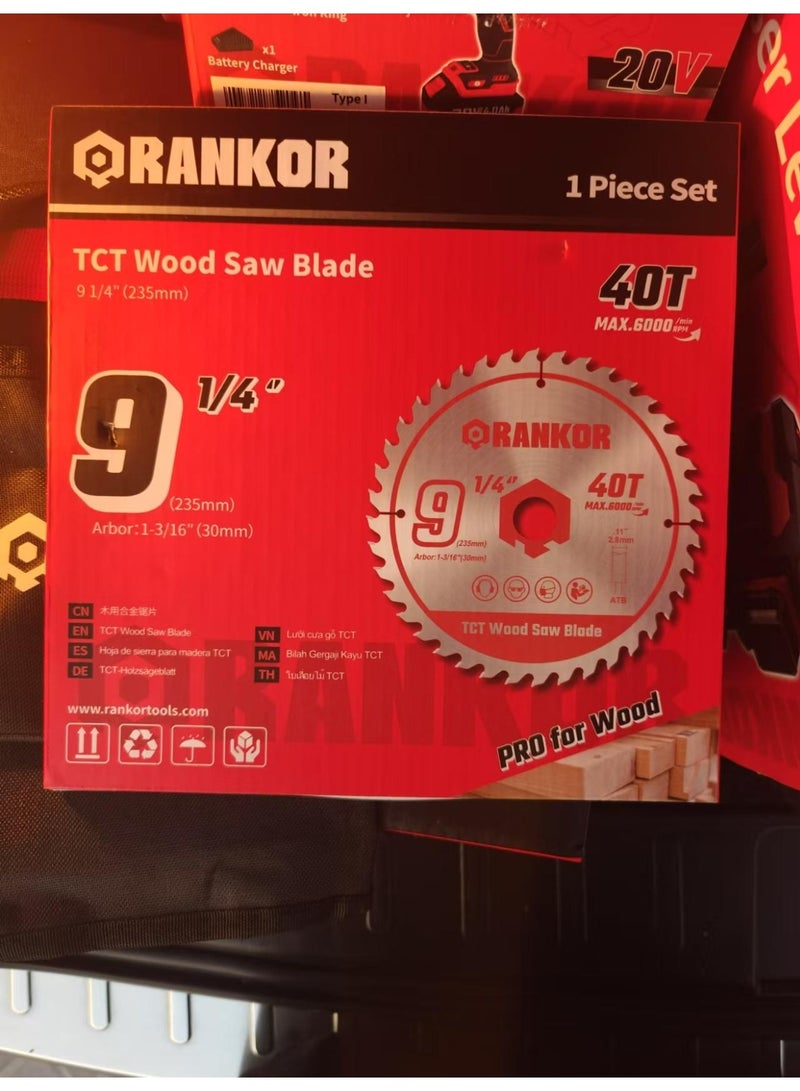 x1
Battery Charger
Type I
20V
RANKOR
1 Piece Set
TCT Wood Saw Blade
9 1/4" (235mm)
40T
MAX.6000 /min RPM
9 1/4"
(235mm)
Arbor:1-3/16" (30mm)
RANKOR
9 1/4"
(235mm)
Arbor:1-3/16"(30mm)
40T
MAX.6000
.11"
2.8mm
ATB
TCT Wood Saw Blade
CN 木用合金锯片
EN TCT Wood Saw Blade
ES Hoja de sierra para madera TCT
DE TCT-Holzsägeblatt
VN Lưỡi cưa gỗ TCT
MA Bilah Gergaji Kayu TCT
TH ใบเลื่อยไม้ TCT
www.rankortools.com
PRO for Wood
RANKOR